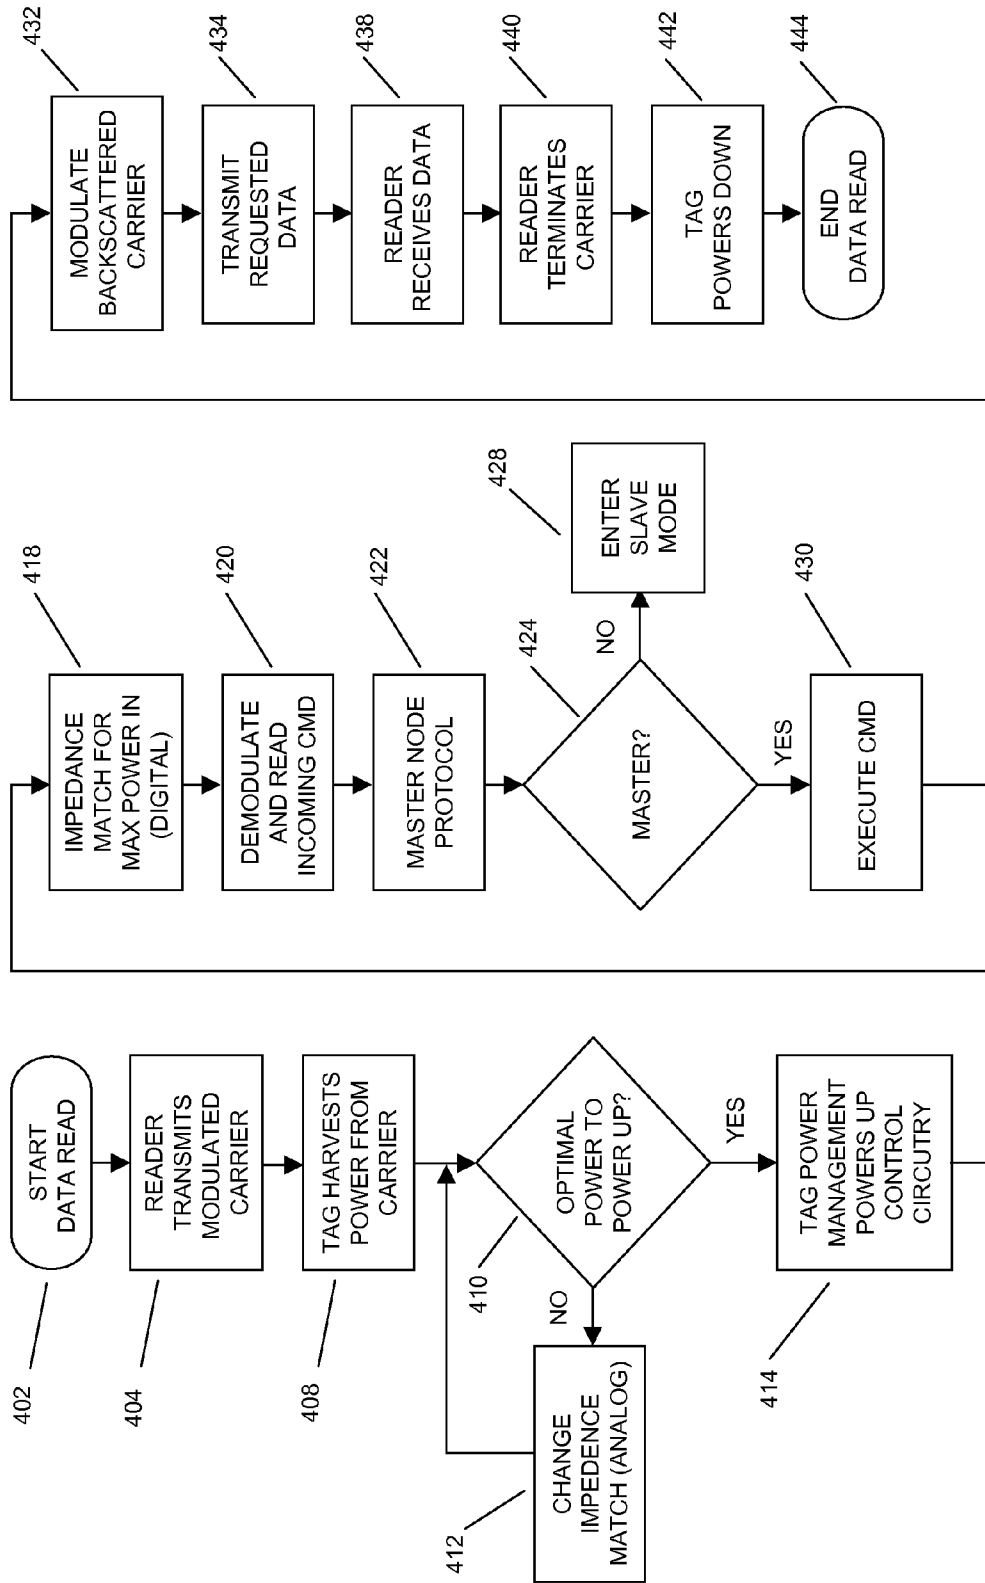 START
DATA READ
402
READER
TRANSMITS
MODULATED
CARRIER
404
TAG HARVESTS
POWER FROM
CARRIER
408
OPTIMAL
POWER TO
POWER UP?
410
NO
CHANGE
IMPEDENCE
MATCH (ANALOG)
412
YES
TAG POWER
MANAGEMENT
POWERS UP
CONTROL
CIRCUTRY
414
IMPEDANCE
MATCH FOR
MAX POWER IN
(DIGITAL)
418
DEMODULATE
AND READ
INCOMING CMD
420
MASTER NODE
PROTOCOL
422
MASTER?
424
NO
ENTER
SLAVE
MODE
428
YES
EXECUTE CMD
430
MODULATE
BACKSCATTERED
CARRIER
432
TRANSMIT
REQUESTED
DATA
434
READER
RECEIVES DATA
438
READER
TERMINATES
CARRIER
440
TAG
POWERS DOWN
442
END
DATA READ
444